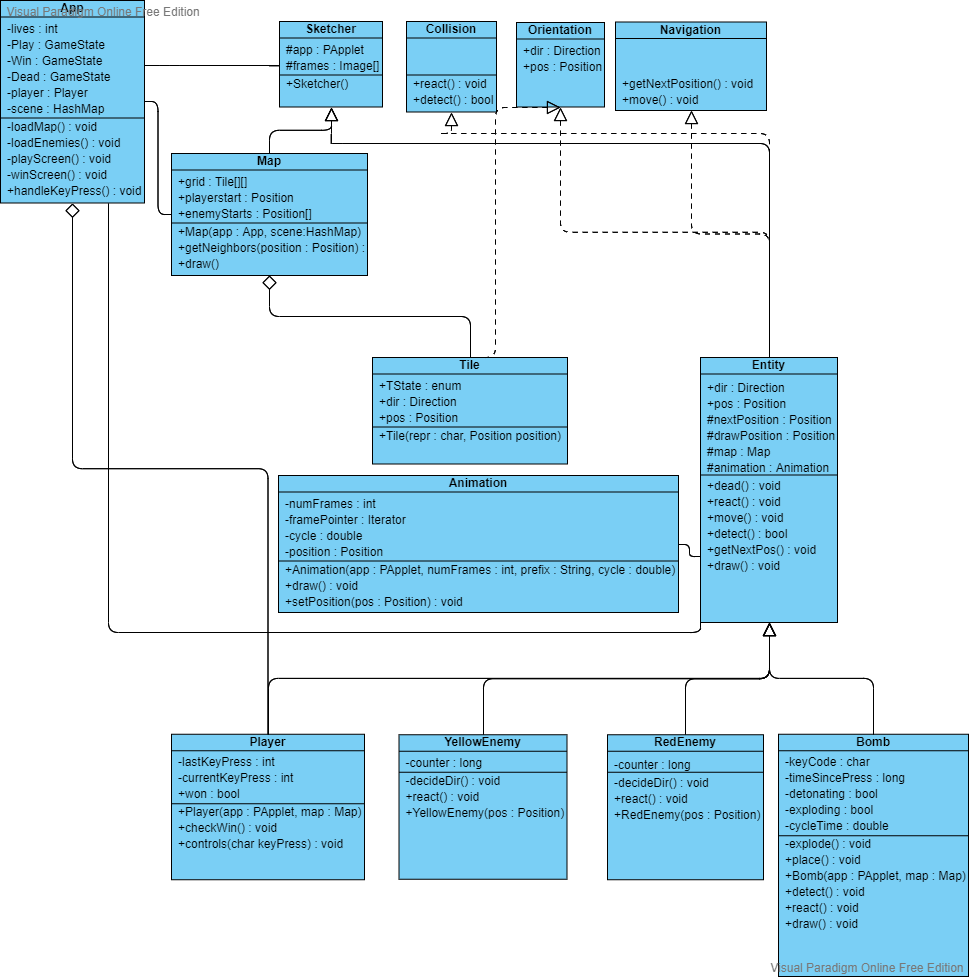 Visual Paradigm Online Free Edition
App
-lives : int
-Play : GameState
-Win : GameState
-Dead : GameState
-player : Player
-scene : HashMap
-loadMap() : void
-loadEnemies() : void
-playScreen() : void
-winScreen() : void
+handleKeyPress() : void
Sketcher
#app : PApplet
#frames : Image[]
+Sketcher()
Collision
+react() : void
+detect() : bool
Orientation
+dir : Direction
+pos : Position
Navigation
+getNextPosition() : void
+move() : void
Map
+grid : Tile[][]
+playerstart : Position
+enemyStarts : Position[]
+Map(app : App, scene:HashMap)
+getNeighbors(position : Position) :
+draw()
Tile
+TState : enum
+dir : Direction
+pos : Position
+Tile(repr : char, Position position)
Entity
+dir : Direction
+pos : Position
#nextPosition : Position
#drawPosition : Position
#map : Map
#animation : Animation
+dead() : void
+react() : void
+move() : void
+detect() : bool
+getNextPos() : void
+draw() : void
Animation
-numFrames : int
-framePointer : Iterator
-cycle : double
-position : Position
+Animation(app : PApplet, numFrames : int, prefix : String, cycle : double)
+draw() : void
+setPosition(pos : Position) : void
Player
-lastKeyPress : int
-currentKeyPress : int
+won : bool
+Player(app : PApplet, map : Map)
+checkWin() : void
+controls(char keyPress) : void
YellowEnemy
-counter : long
-decideDir() : void
+react() : void
+YellowEnemy(pos : Position)
RedEnemy
-counter : long
-decideDir() : void
+react() : void
+RedEnemy(pos : Position)
Bomb
-keyCode : char
-timeSincePress : long
-detonating : bool
-exploding : bool
-cycleTime : double
-explode() : void
+place() : void
+Bomb(app : PApplet, map : Map)
+detect() : void
+react() : void
+draw() : void
Visual Paradigm Online Free Edition